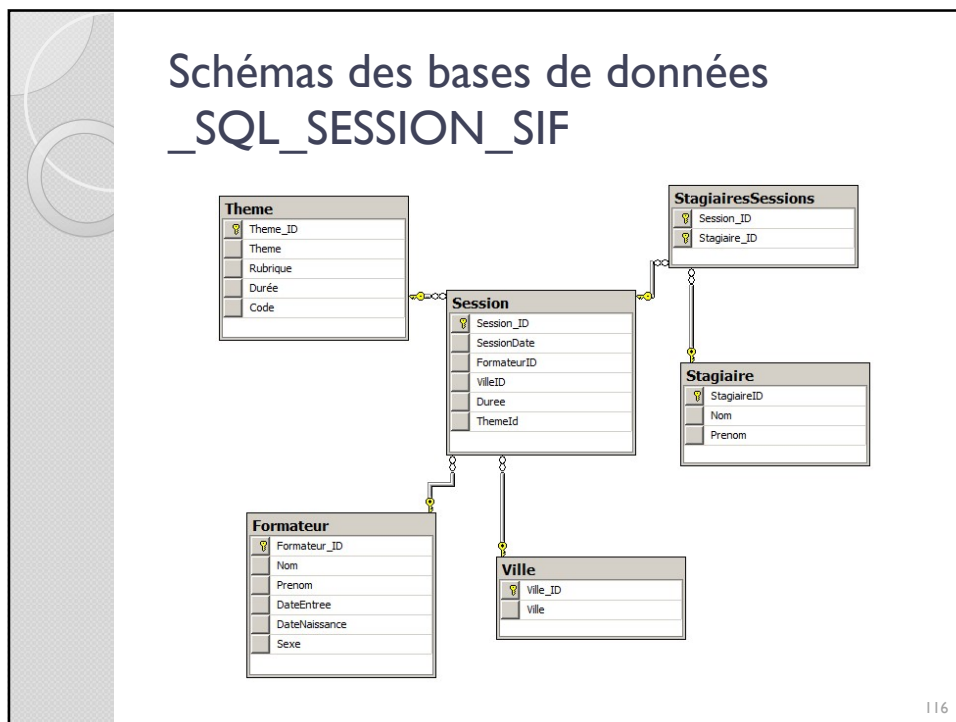 Schémas des bases de données
_SQL_SESSION_SIF
Theme
Theme_ID
Theme
Rubrique
Durée
Code
StagiairesSessions
Session_ID
Stagiaire_ID
Session
Session_ID
SessionDate
FormateurID
VilleID
Duree
ThemeId
Stagiaire
StagiaireID
Nom
Prenom
Formateur
Formateur_ID
Nom
Prenom
DateEntree
DateNaissance
Sexe
Ville
Ville_ID
Ville
116